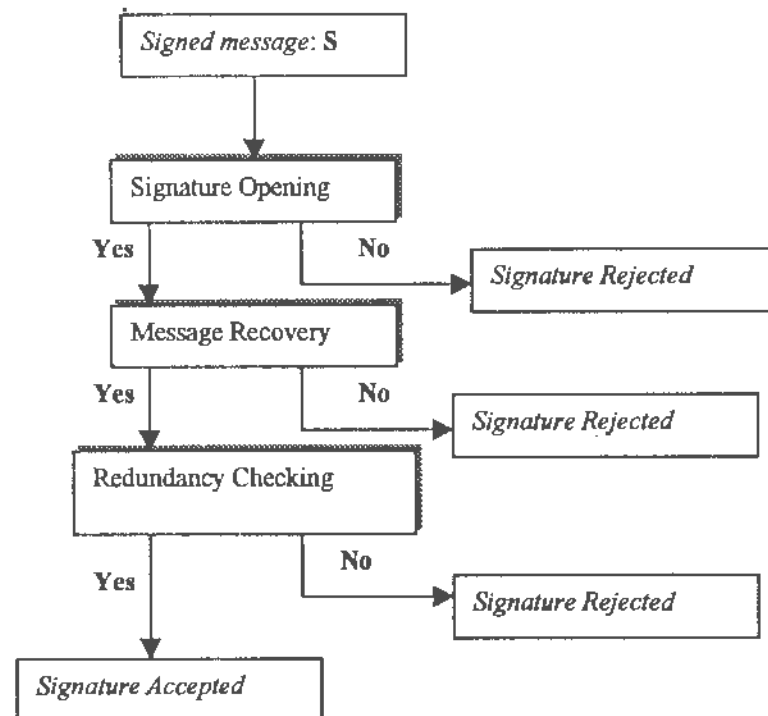 Signed message: S
Signature Opening
Yes
No
Signature Rejected
Message Recovery
Yes
No
Signature Rejected
Redundancy Checking
Yes
No
Signature Rejected
Signature Accepted